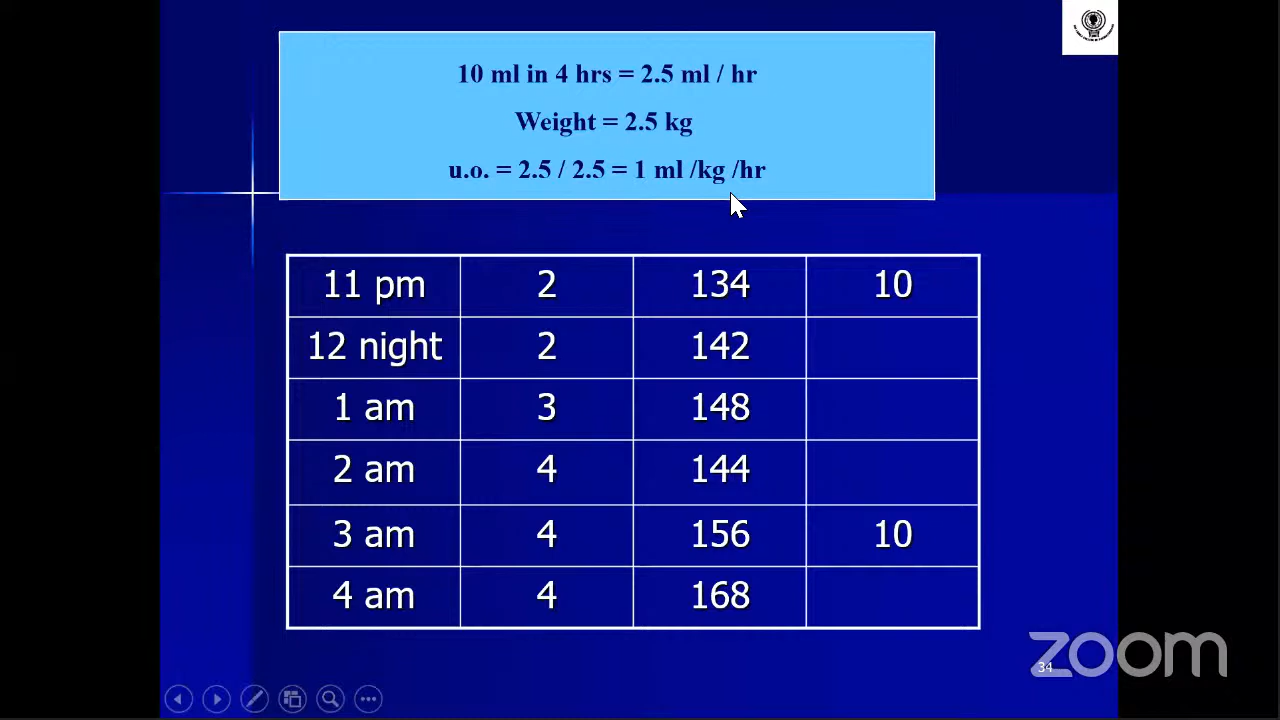 10 ml in 4 hrs = 2.5 ml / hr
Weight = 2.5 kg
u.o. = 2.5 / 2.5 = 1 ml /kg /hr
11 pm 2 134 10
12 night 2 142
1 am 3 148
2 am 4 144
3 am 4 156 10
4 am 4 168
34
zoom